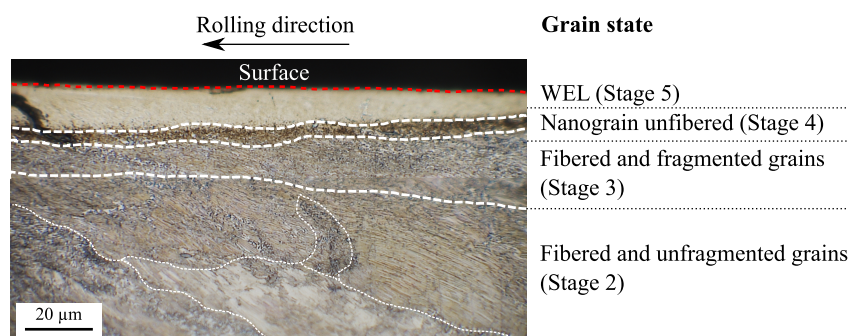 Rolling direction
Grain state
Surface
WEL (Stage 5)
Nanograin unfibered (Stage 4)
Fibered and fragmented grains
(Stage 3)
Fibered and unfragmented grains
(Stage 2)
20 µm